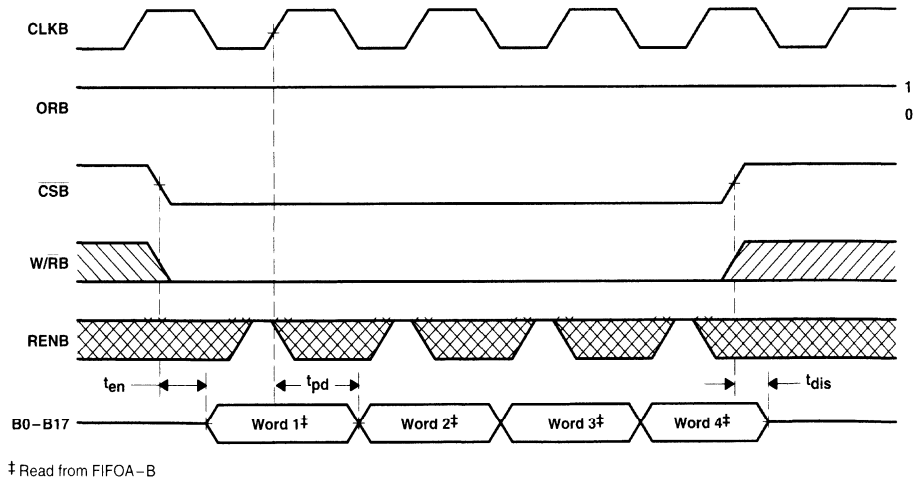 CLKB
ORB
1
0
CSB
W/RB
RENB
ten
tpd
tdis
B0–B17
Word 1‡
Word 2‡
Word 3‡
Word 4‡
‡ Read from FIFOA–B